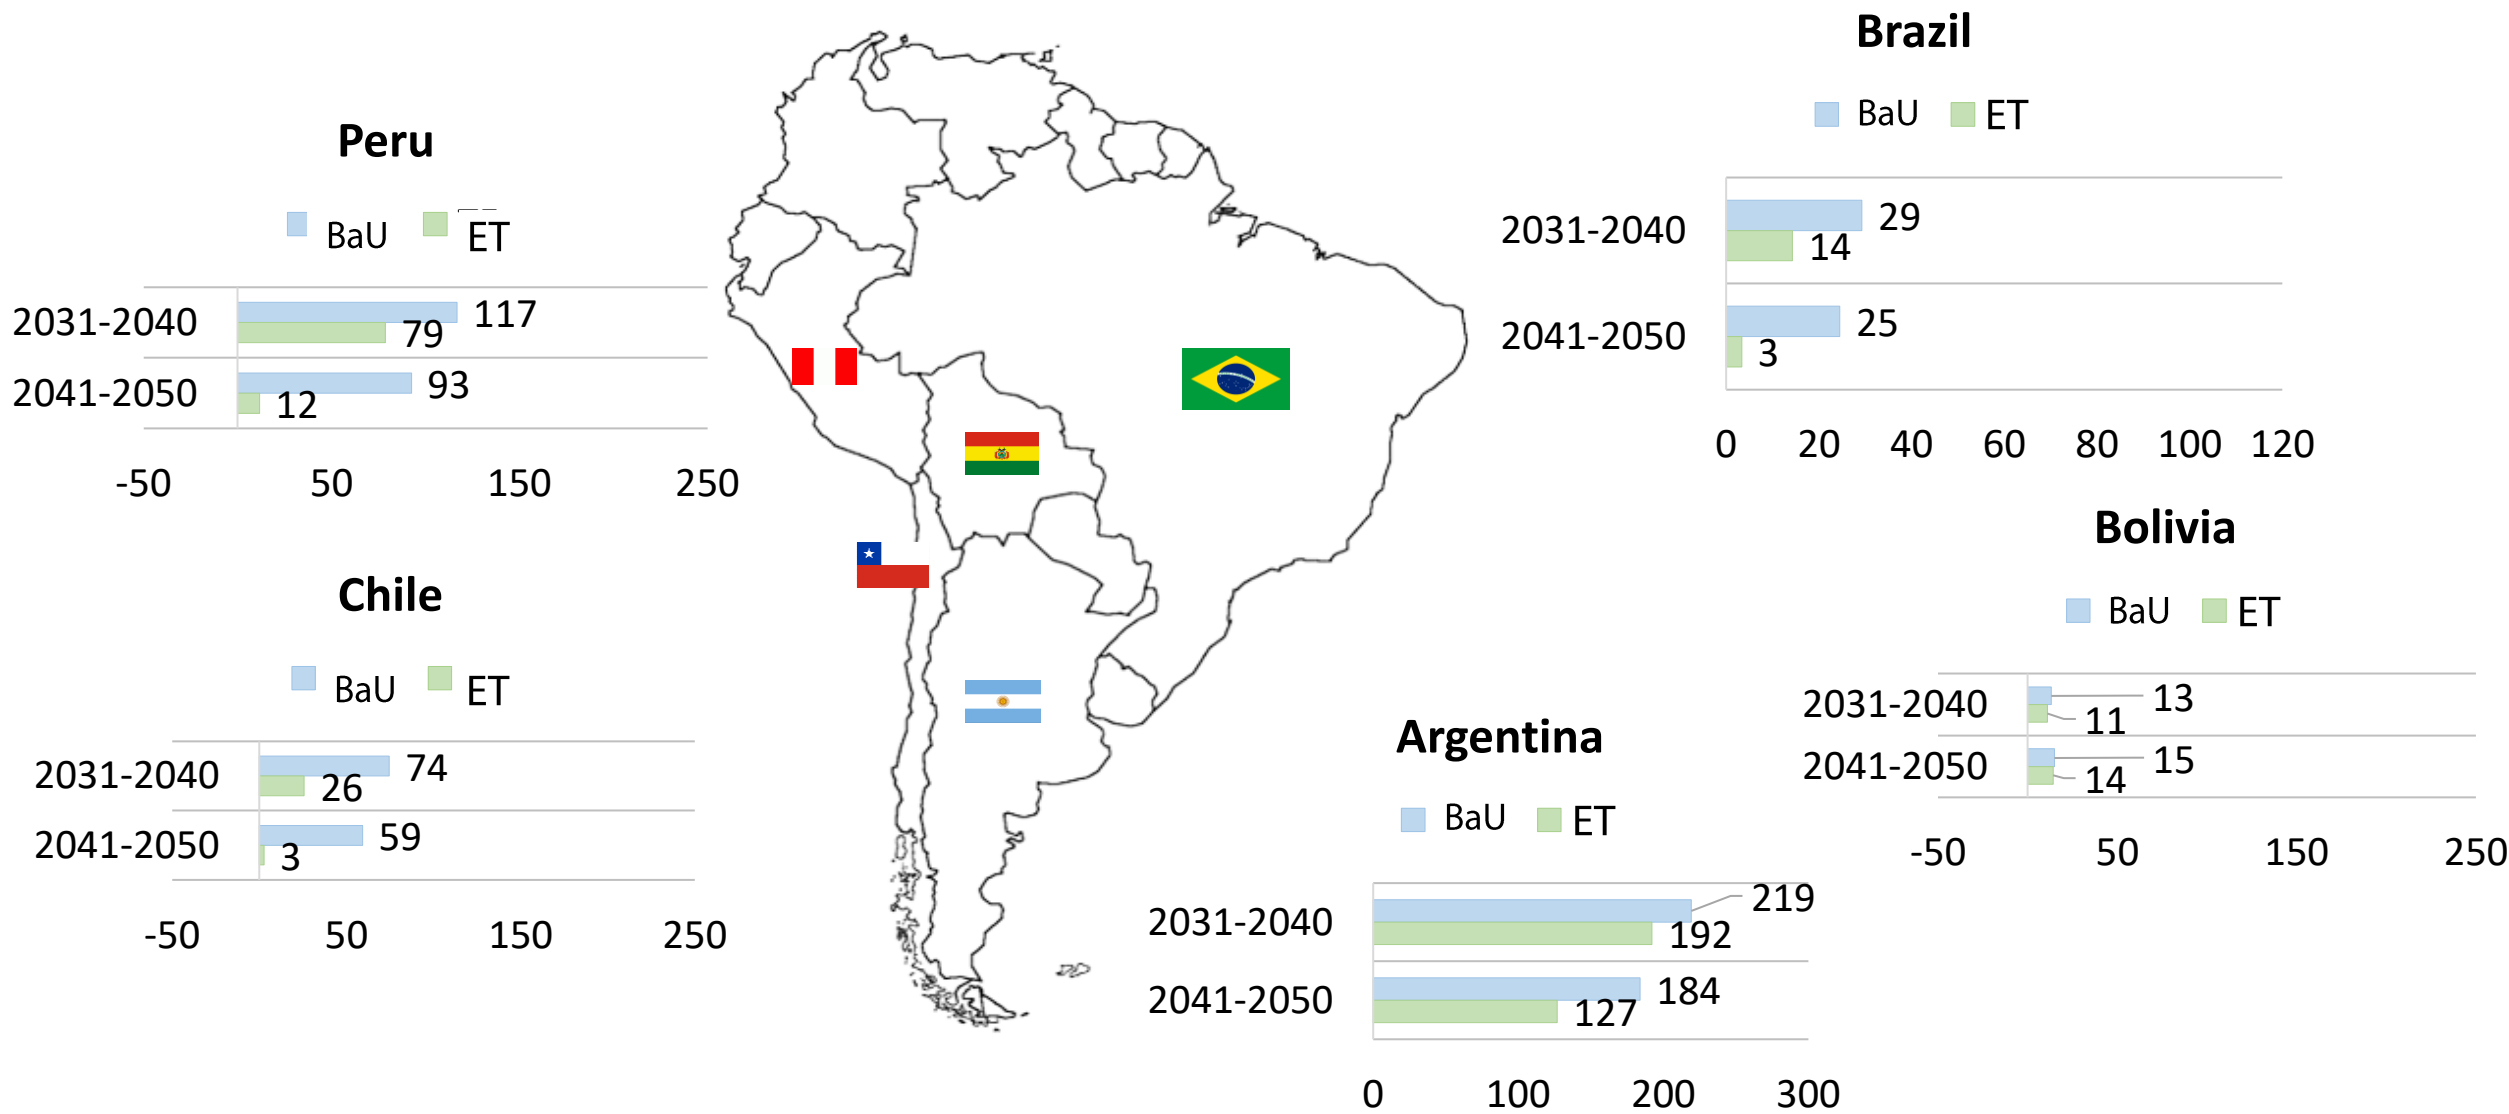 Peru
BaU ET
2031-2040 117
79
2041-2050 93
12
-50 50 150 250
Chile
BaU ET
2031-2040 74
26
2041-2050 59
3
-50 50 150 250
Brazil
BaU ET
2031-2040 29
14
2041-2050 25
3
0 20 40 60 80 100 120
Bolivia
BaU ET
2031-2040 13
11
2041-2050 15
14
-50 50 150 250
Argentina
BaU ET
2031-2040 219
192
2041-2050 184
127
0 100 200 300